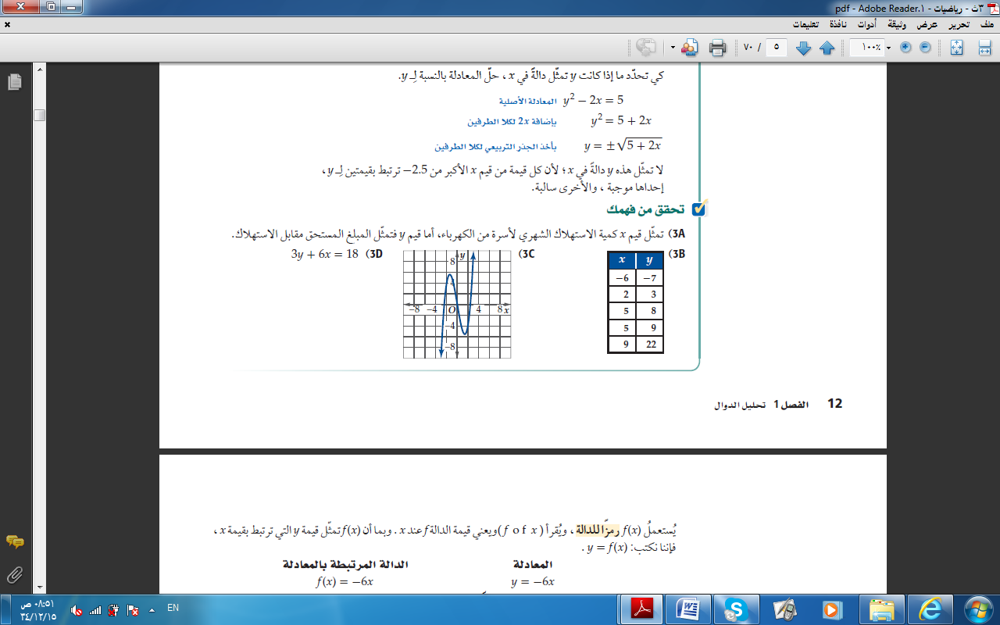 ٣ث - رياضيات - ١.pdf - Adobe Reader
ملف تحرير عرض وثيقة أدوات نافذة تعليمات
٥ / ٧٠ ١٠٠٪
كي تحدّد ما إذا كانت y تمثّل دالةً في x ، حلّ المعادلة بالنسبة لِـ y.
y² − 2x = 5 المعادلة الأصلية
y² = 5 + 2x بإضافة 2x لكلا الطرفين
y = ±√5 + 2x بأخذ الجذر التربيعي لكلا الطرفين
لا تمثّل هذه y دالةً في x ؛ لأن كل قيمة من قيم x الأكبر من 2.5− ترتبط بقيمتين لِـ y ،
إحداها موجبة ، والأخرى سالبة.
تحقق من فهمك
3A) تمثّل قيم x كمية الاستهلاك الشهري لأسرة من الكهرباء، أما قيم y فتمثّل المبلغ المستحق مقابل الاستهلاك.
3B)
x y
−6 −7
2 3
5 8
5 9
9 22
3C)
y
8
4
−8 −4 O 4 8 x
−4
−8
3D) 3y + 6x = 18
12 الفصل 1 تحليل الدوال
يُستعملُ f(x) رمزًا للدالة ، ويُقرأ (f of x) ويعني قيمة الدالة f عند x . وبما أن f(x) تمثّل قيمة y التي ترتبط بقيمة x ،
فإننا نكتب: y = f(x) .
المعادلة الدالة المرتبطة بالمعادلة
y = −6x f(x) = −6x
EN
٠٨:٥١ ص
٣٤/١٢/١٥